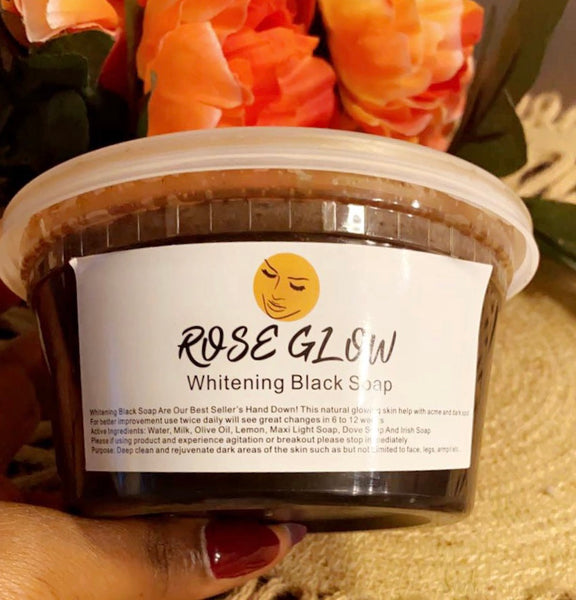 ROSE GLOW
Whitening Black Soap
Whitening Black Soap Are Our Best Seller's Hand Down! This natural glowing skin help with acme and dark spot
For better improvement use twice daily will see great changes in 6 to 12 weeks
Active Ingredients: Water, Milk, Olive Oil, Lemon, Maxi Light Soap, Dove Soap And Irish Soap
Please if using product and experience agitation or breakout please stop immediately
Purpose: Deep clean and rejuvenate dark areas of the skin such as but not Limited to face, legs, armpit etc..